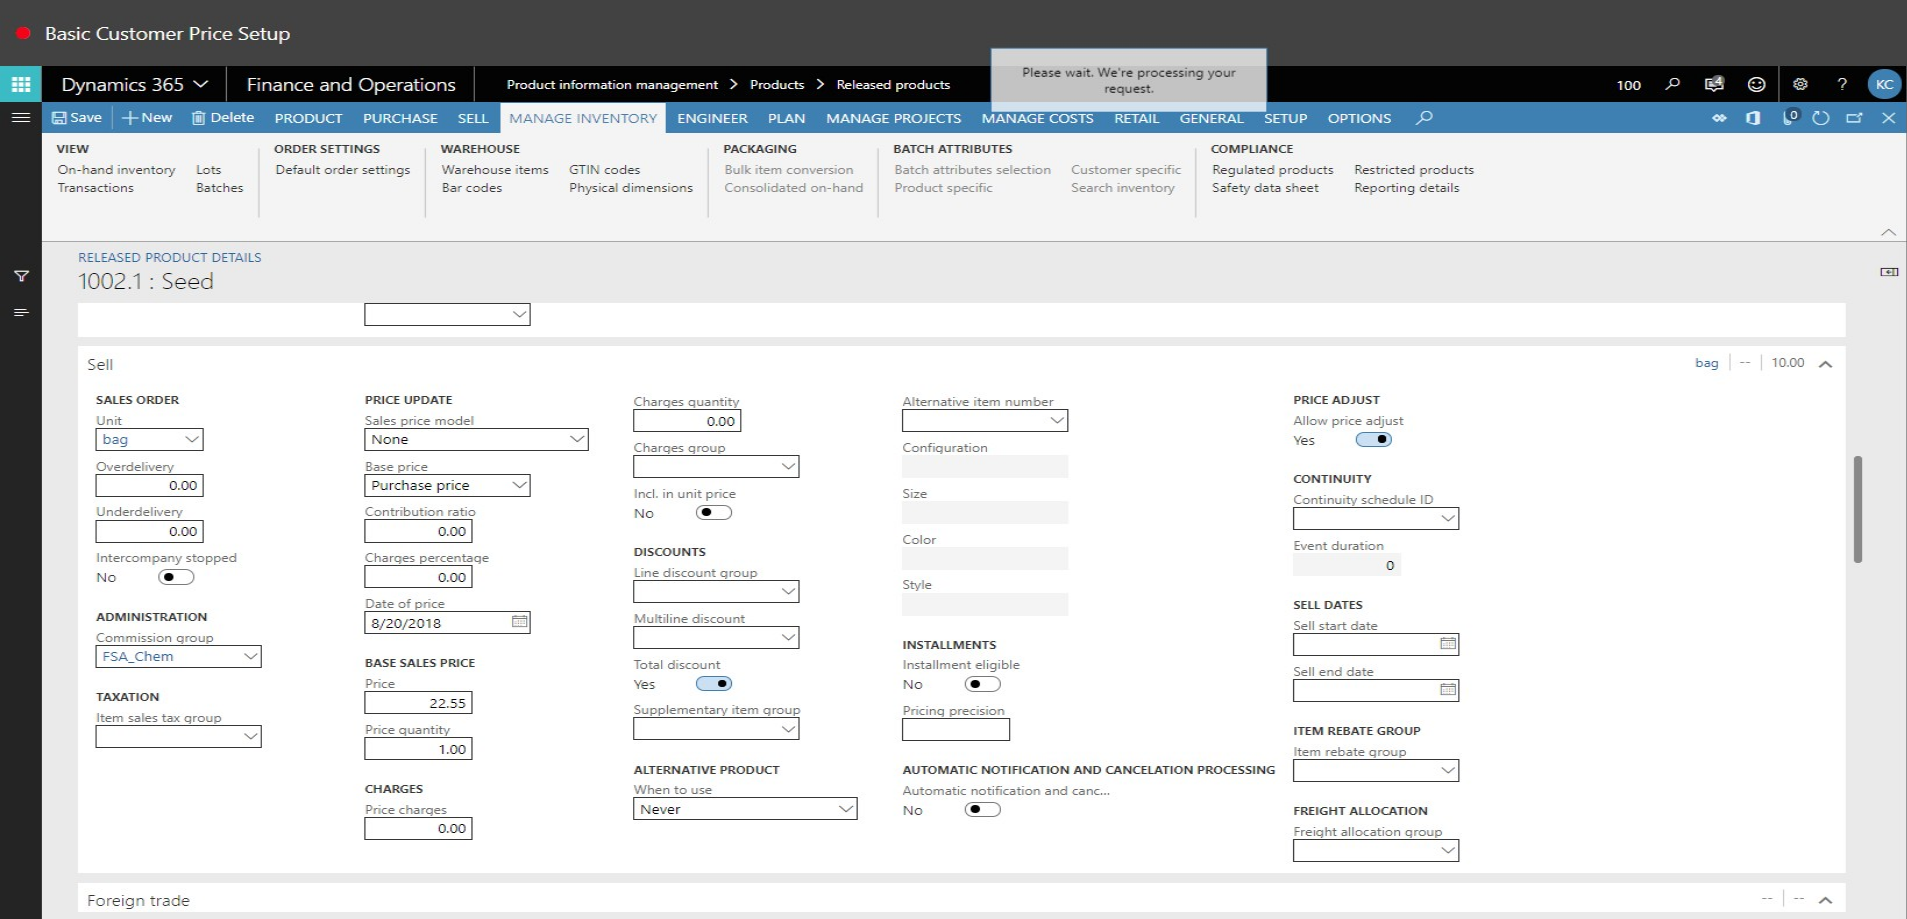 Basic Customer Price Setup
Dynamics 365
Finance and Operations
Product information management > Products > Released products
Please wait. We're processing your
request.
100
4
?
KC
Save
New
Delete
PRODUCT
PURCHASE
SELL
MANAGE INVENTORY
ENGINEER
PLAN
MANAGE PROJECTS
MANAGE COSTS
RETAIL
GENERAL
SETUP
OPTIONS
0
VIEW
On-hand inventory
Transactions
Lots
Batches
ORDER SETTINGS
Default order settings
WAREHOUSE
Warehouse items
Bar codes
GTIN codes
Physical dimensions
PACKAGING
Bulk item conversion
Consolidated on-hand
BATCH ATTRIBUTES
Batch attributes selection
Product specific
Customer specific
Search inventory
COMPLIANCE
Regulated products
Safety data sheet
Restricted products
Reporting details
RELEASED PRODUCT DETAILS
1002.1 : Seed
Sell
bag
--
10.00
SALES ORDER
Unit
bag
Overdelivery
0.00
Underdelivery
0.00
Intercompany stopped
No
ADMINISTRATION
Commission group
FSA_Chem
TAXATION
Item sales tax group
PRICE UPDATE
Sales price model
None
Base price
Purchase price
Contribution ratio
0.00
Charges percentage
0.00
Date of price
8/20/2018
BASE SALES PRICE
Price
22.55
Price quantity
1.00
CHARGES
Price charges
0.00
Charges quantity
0.00
Charges group
Incl. in unit price
No
DISCOUNTS
Line discount group
Multiline discount
Total discount
Yes
Supplementary item group
ALTERNATIVE PRODUCT
When to use
Never
Alternative item number
Configuration
Size
Color
Style
INSTALLMENTS
Installment eligible
No
Pricing precision
AUTOMATIC NOTIFICATION AND CANCELATION PROCESSING
Automatic notification and canc...
No
PRICE ADJUST
Allow price adjust
Yes
CONTINUITY
Continuity schedule ID
Event duration
0
SELL DATES
Sell start date
Sell end date
ITEM REBATE GROUP
Item rebate group
FREIGHT ALLOCATION
Freight allocation group
Foreign trade
--
--